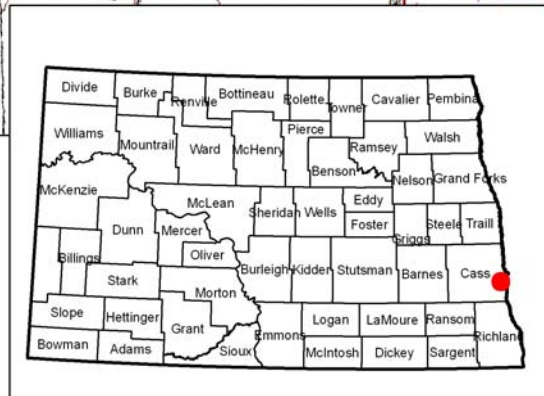 Divide
Burke
Renville
Bottineau
Rolette
Towner
Cavalier
Pembina
Williams
Mountrail
Ward
McHenry
Pierce
Ramsey
Walsh
Benson
McKenzie
Nelson
Grand Forks
McLean
Sheridan
Wells
Eddy
Foster
Griggs
Steele
Traill
Dunn
Mercer
Oliver
Billings
Stark
Burleigh
Kidder
Stutsman
Barnes
Cass
Morton
Slope
Hettinger
Grant
Logan
LaMoure
Ransom
Richland
Bowman
Adams
Sioux
Emmons
McIntosh
Dickey
Sargent